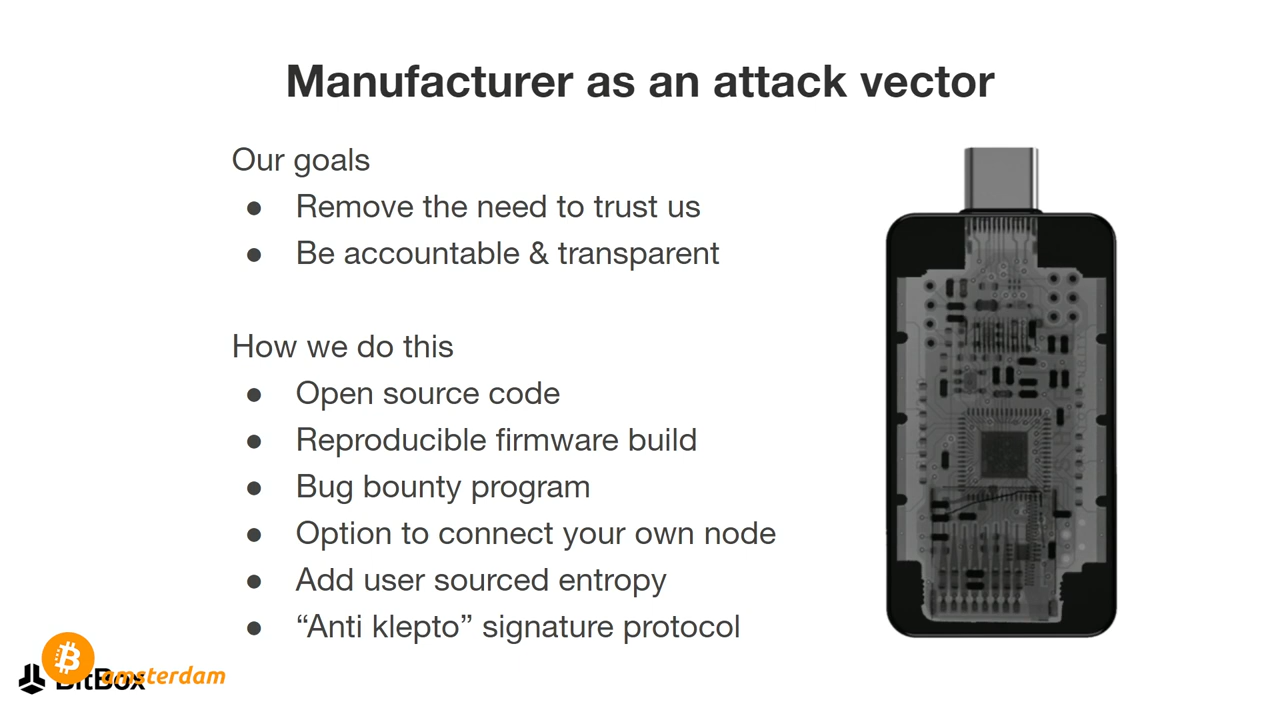 Manufacturer as an attack vector
Our goals
● Remove the need to trust us
● Be accountable & transparent
How we do this
● Open source code
● Reproducible firmware build
● Bug bounty program
● Option to connect your own node
● Add user sourced entropy
● “Anti klepto” signature protocol
BitBox
amsterdam